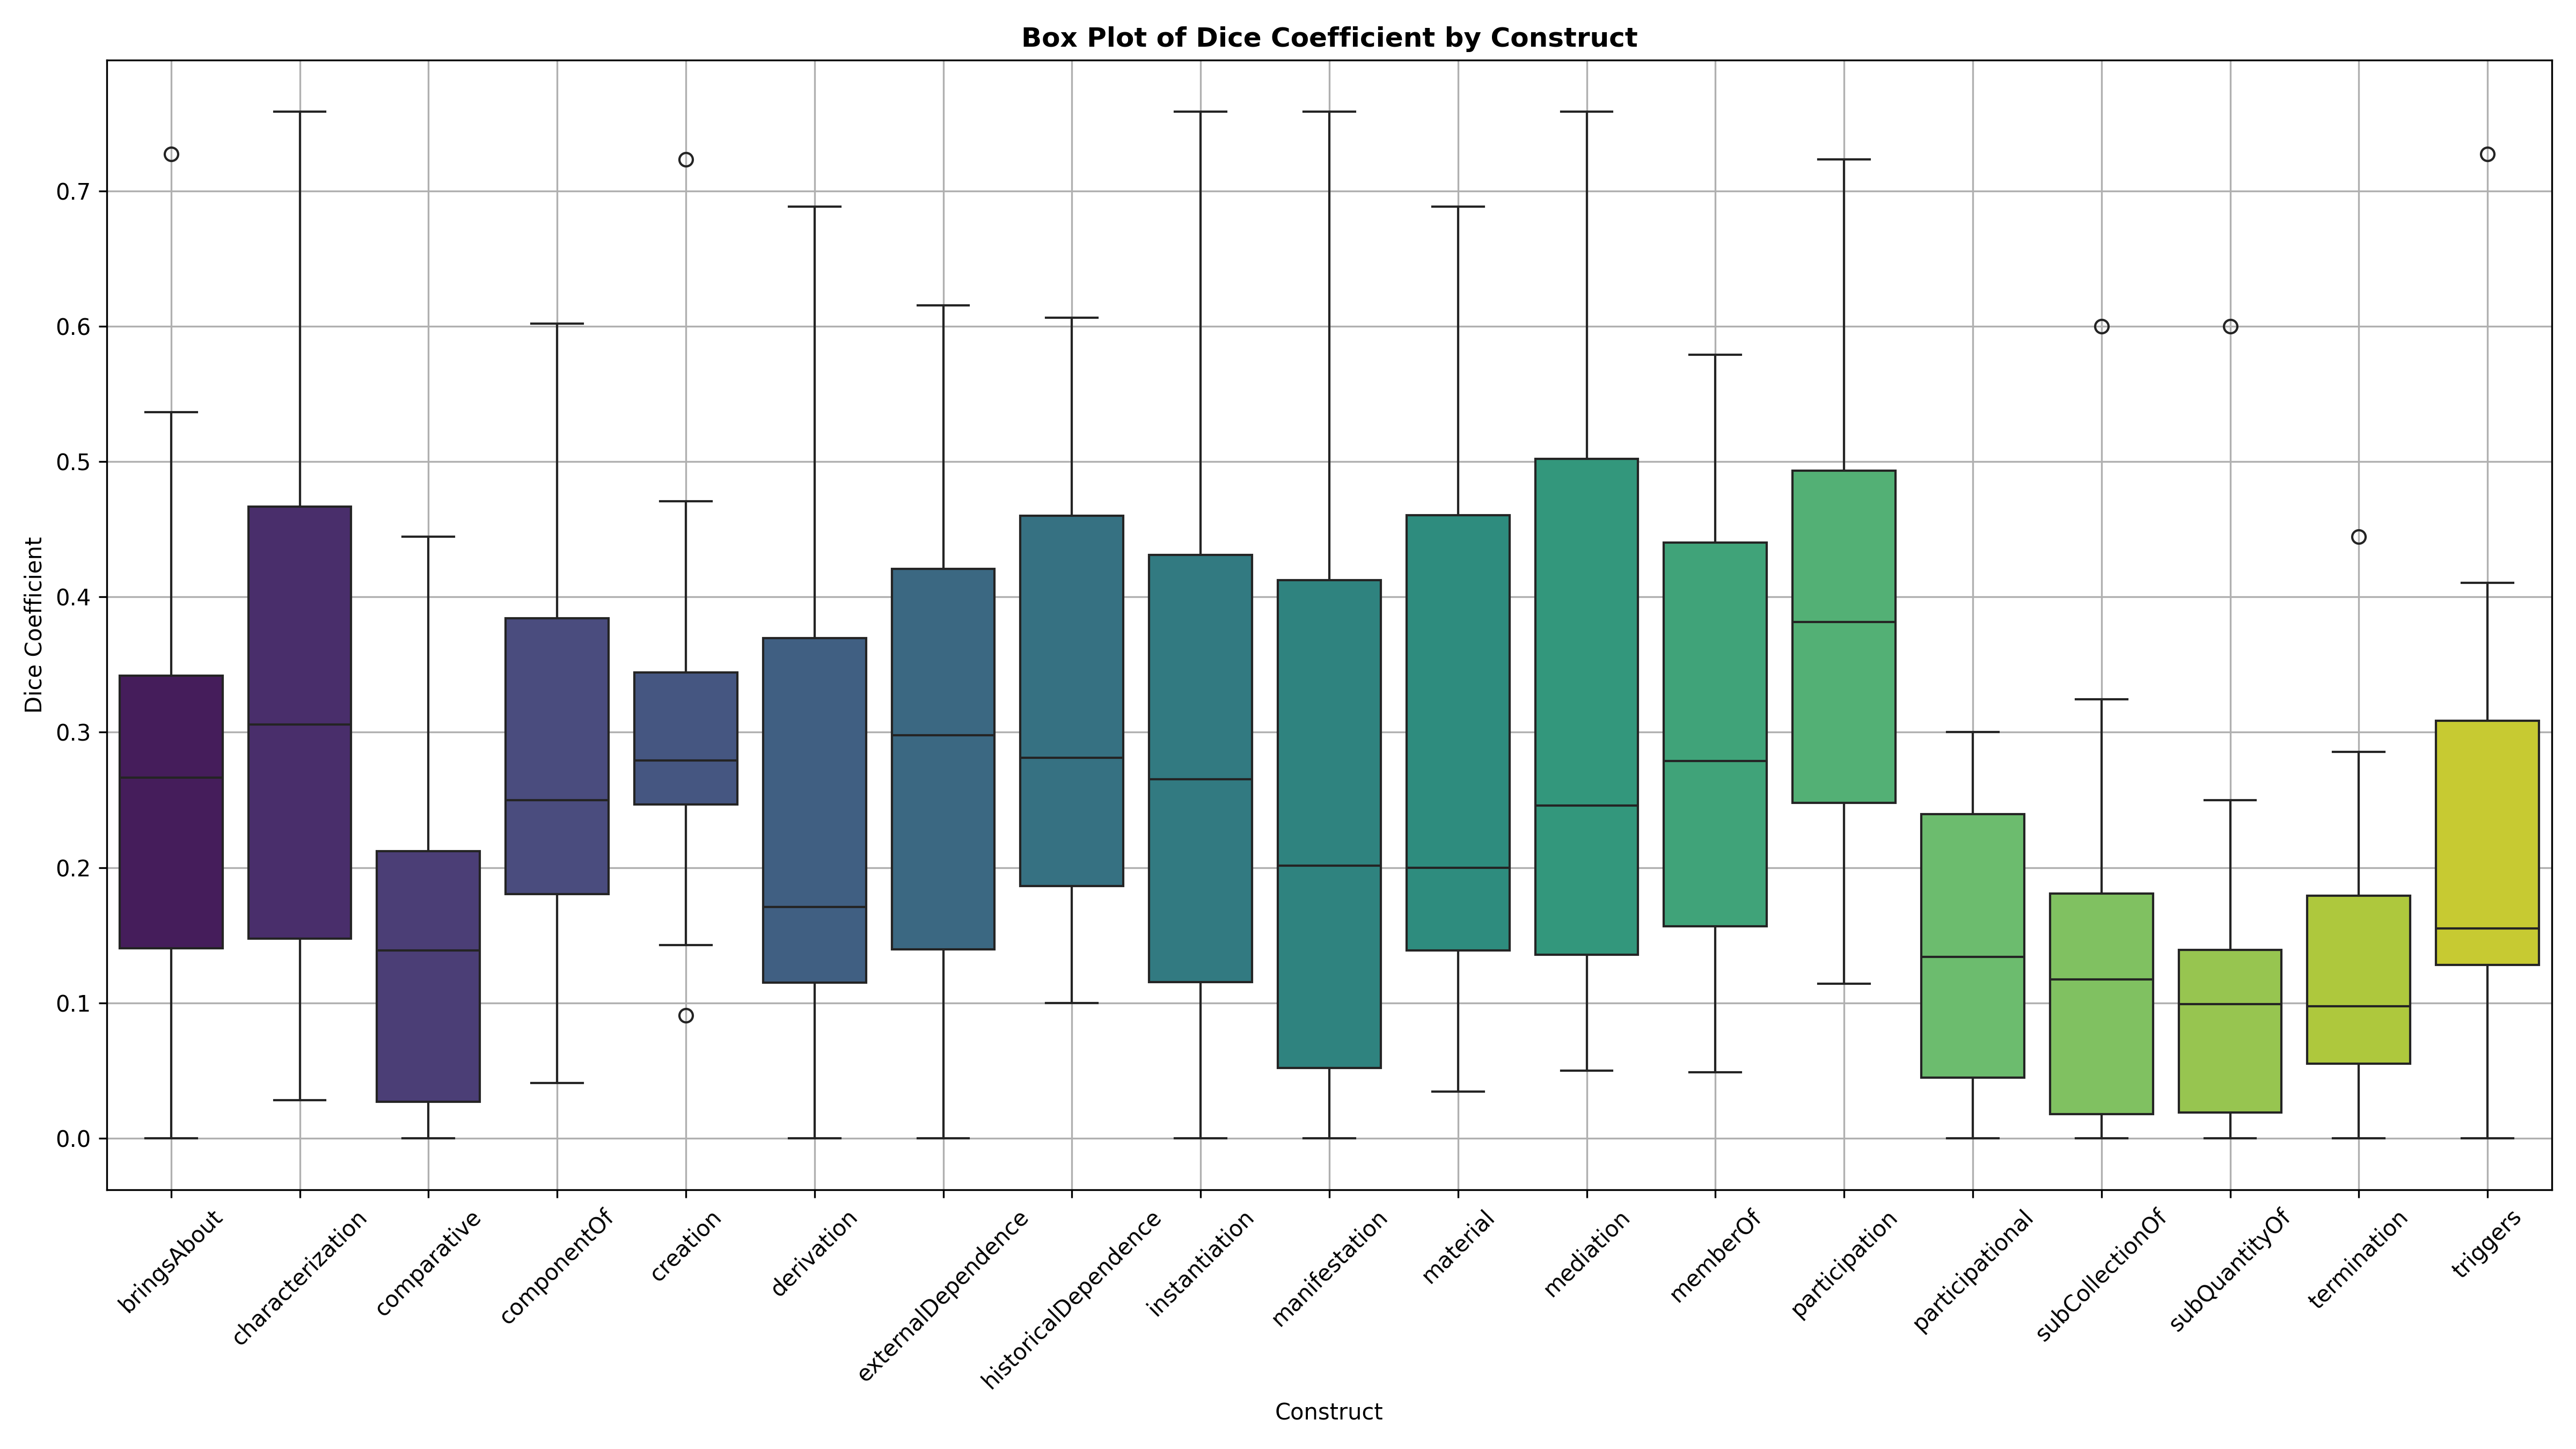 Box Plot of Dice Coefficient by Construct
Dice Coefficient
0.7
0.6
0.5
0.4
0.3
0.2
0.1
0.0
bringsAbout
characterization
comparative
componentOf
creation
derivation
externalDependence
historicalDependence
instantiation
manifestation
material
mediation
memberOf
participation
participational
subCollectionOf
subQuantityOf
termination
triggers
Construct